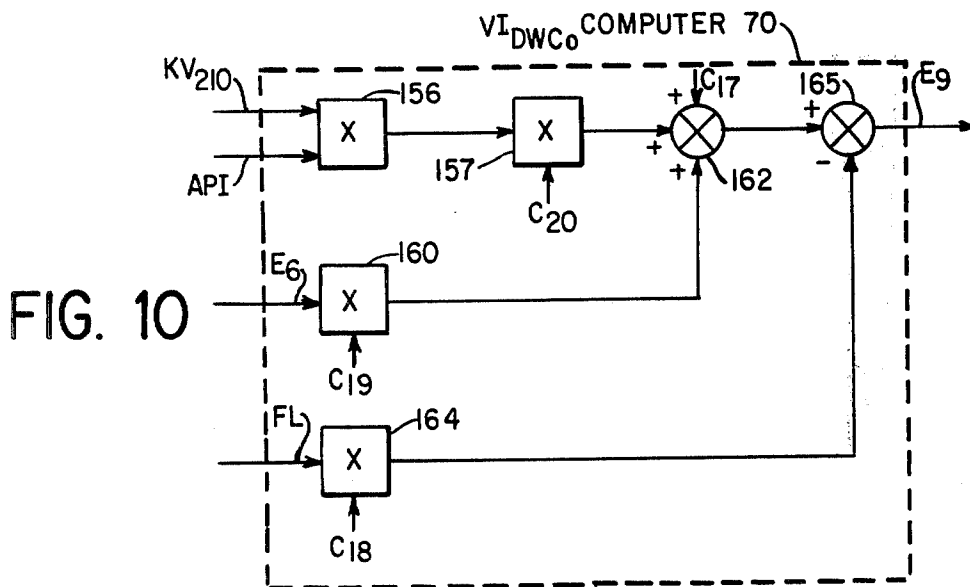 VI_DWCo COMPUTER 70
KV210
156
C17
165
E9
+
+
+
+
-
X
X
API
157
162
C20
E6
160
X
FIG. 10
C19
FL
164
X
C18